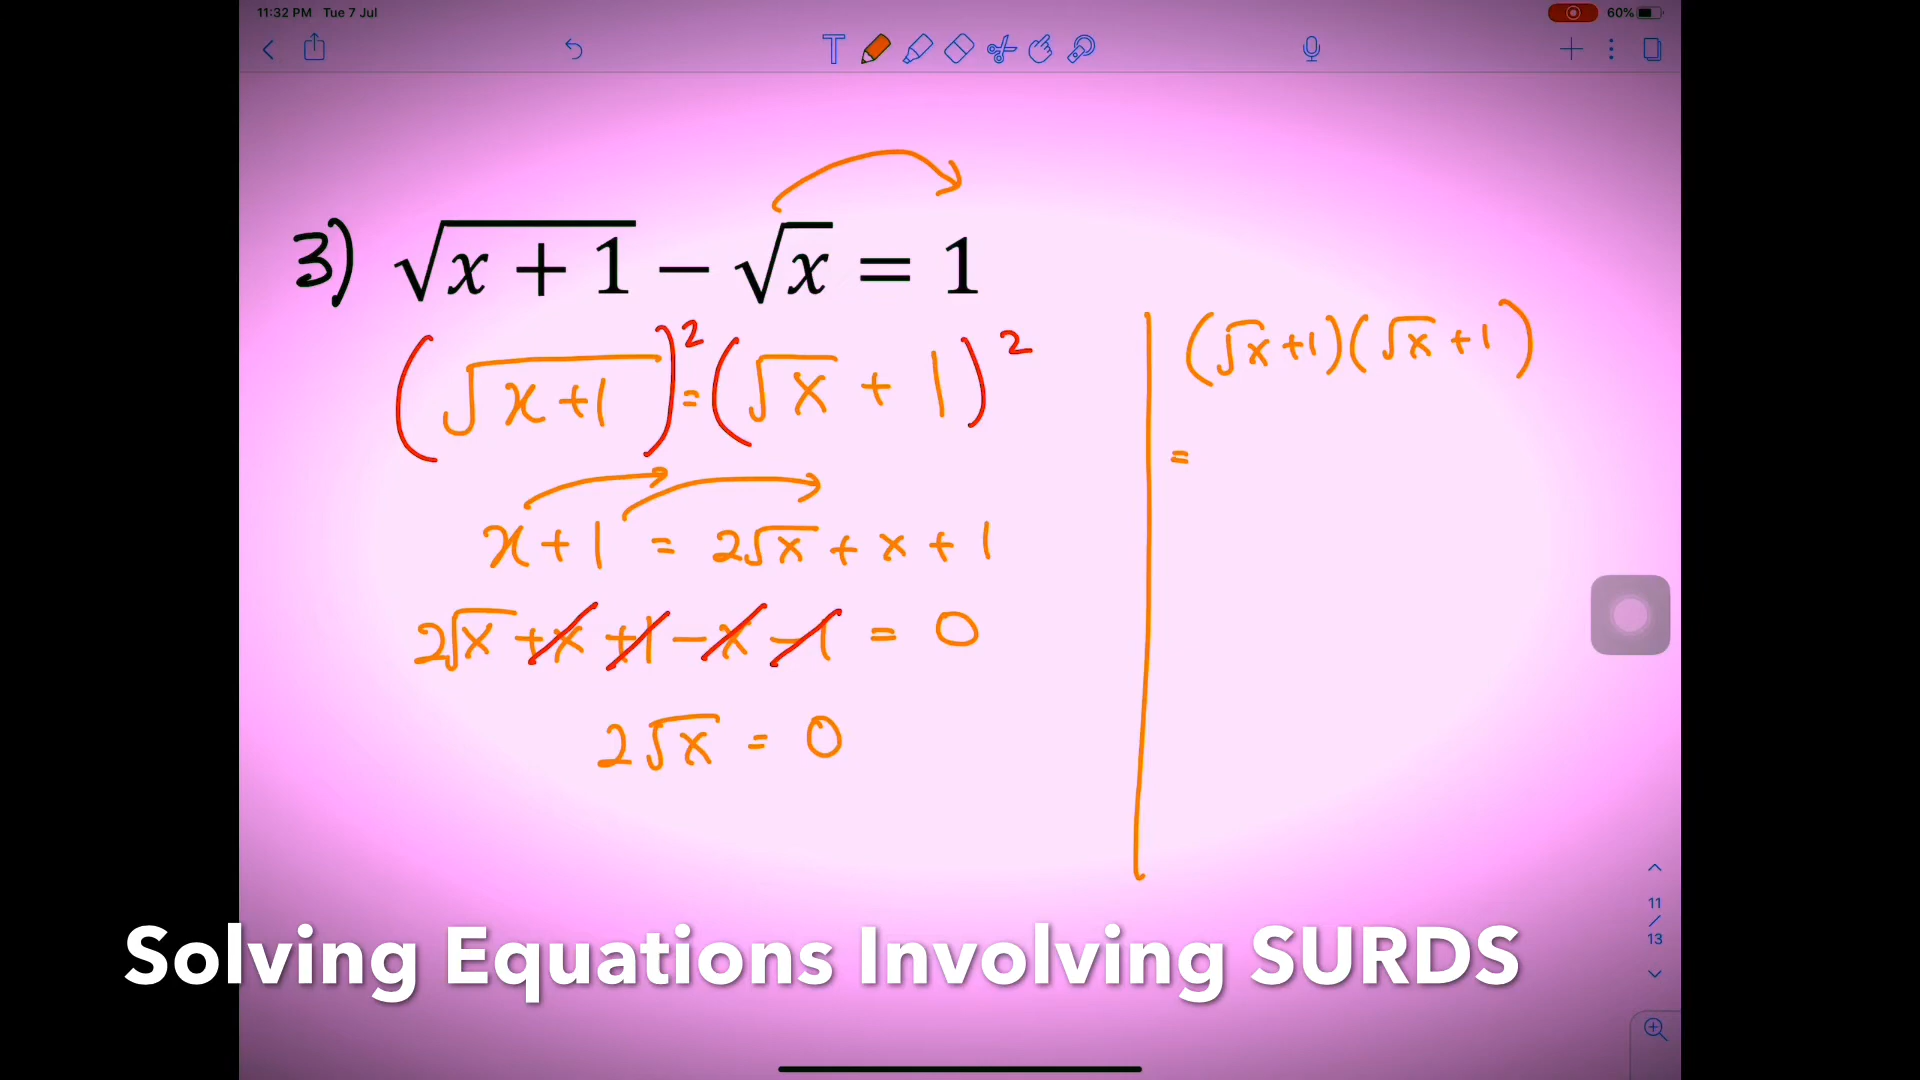 11:32 PM Tue 7 Jul
60%
T
3) √(x + 1) − √x = 1
(√(x+1))² = (√x + 1)²
x+1 = 2√x + x + 1
2√x +x +1 −x −1 = 0
2√x = 0
(√x +1)(√x +1)
=
11
/
13
Solving Equations Involving SURDS